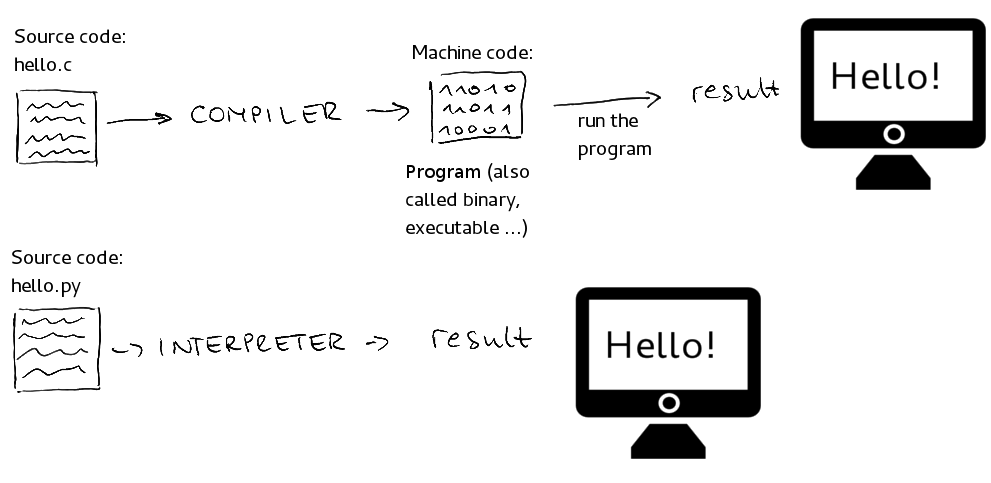 Source code:
hello.c
COMPILER
Machine code:
11010
11011
10001
Program (also
called binary,
executable ...)
run the
program
result
Hello!
Source code:
hello.py
INTERPRETER
result
Hello!